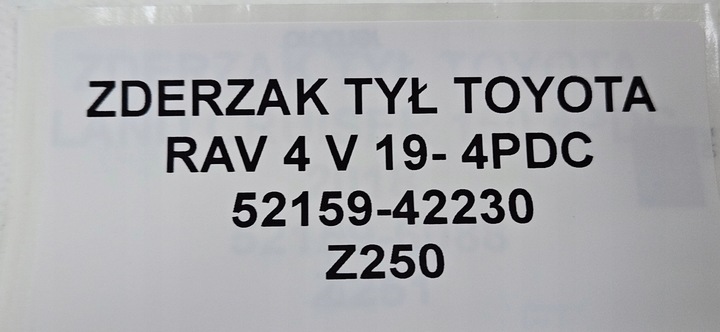 ZDERZAK TYŁ TOYOTA
RAV 4 V 19- 4PDC
52159-42230
Z250